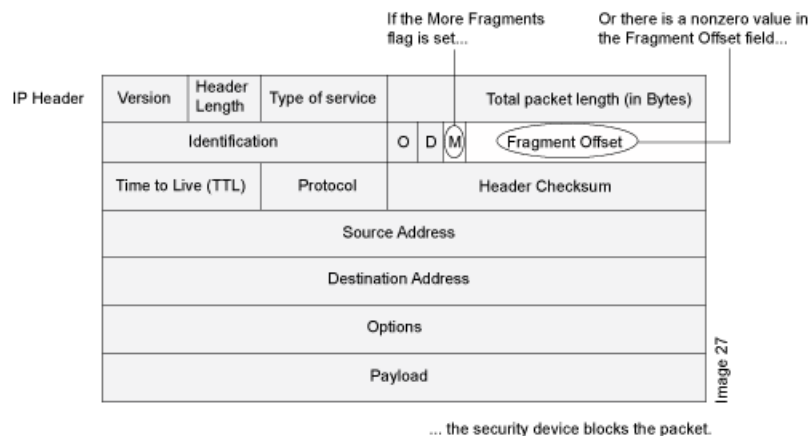 If the More Fragments
flag is set...
Or there is a nonzero value in
the Fragment Offset field...
IP Header
Version
Header
Length
Type of service
Total packet length (in Bytes)
Identification
O
D
M
Fragment Offset
Time to Live (TTL)
Protocol
Header Checksum
Source Address
Destination Address
Options
Payload
Image 27
... the security device blocks the packet.